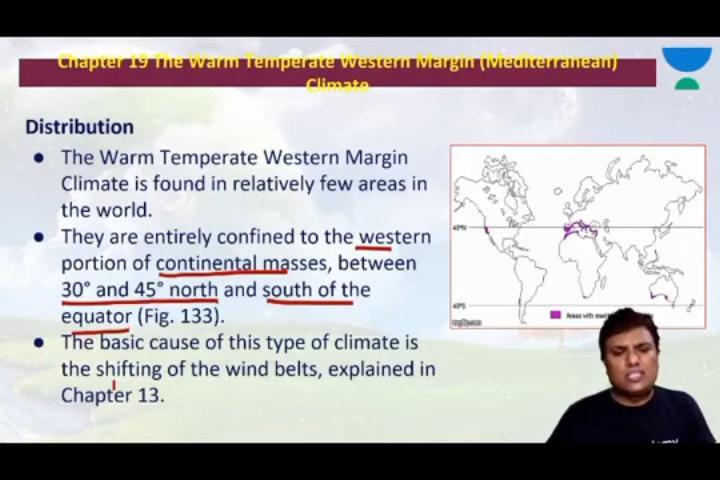 Chapter 19 The Warm Temperate Western Margin (Mediterranean)
Climate
Distribution
● The Warm Temperate Western Margin
Climate is found in relatively few areas in
the world.
● They are entirely confined to the western
portion of continental masses, between
30° and 45° north and south of the
equator (Fig. 133).
● The basic cause of this type of climate is
the shifting of the wind belts, explained in
Chapter 13.
40°N
40°S
Areas with